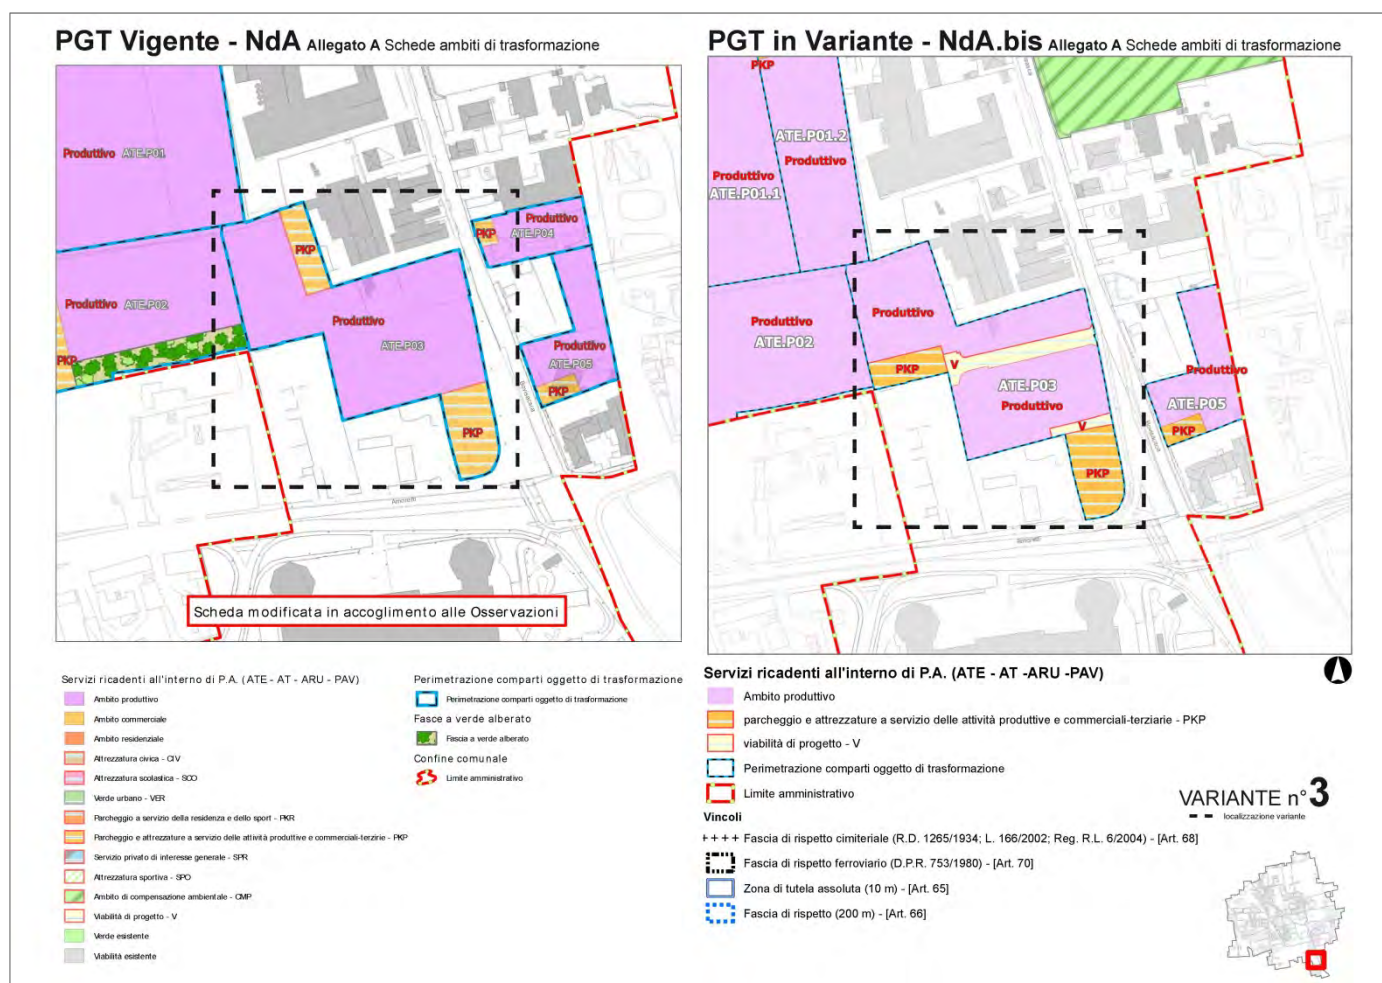 PGT Vigente - NdA Allegato A Schede ambiti di trasformazione
Produttivo ATE.P01
PKP
Produttivo
PKP
ATE.P04
Produttivo ATE.P02
Produttivo
ATE.P03
PKP
Produttivo
ATE.P05
PKP
PKP
Amoretti
Scheda modificata in accoglimento alle Osservazioni
Servizi ricadenti all'interno di P.A. (ATE - AT - ARU - PAV)
Ambito produttivo
Ambito commerciale
Ambito residenziale
Attrezzatura civica - CIV
Attrezzatura scolastica - SCO
Verde urbano - VER
Parcheggio a servizio della residenza e dello sport - PKR
Parcheggio e attrezzature a servizio delle attività produttive e commerciali-terzirie - PKP
Servizio privato di interesse generale - SPR
Attrezzatura sportiva - SPO
Ambito di compensazione ambientale - CMP
Viabilità di progetto - V
Verde esistente
Viabilità esistente
Perimetrazione comparti oggetto di trasformazione
Perimetrazione comparti oggetto di trasformazione
Fasce a verde alberato
Fascia a verde alberato
Confine comunale
Limite amministrativo
PGT in Variante - NdA.bis Allegato A Schede ambiti di trasformazione
PKP
ATE.P01.2
Produttivo
Produttivo
ATE.P01.1
Produttivo
Produttivo
ATE.P02
PKP
V
Produttivo
ATE.P03
Produttivo
ATE.P05
V
PKP
PKP
Amoretti
Servizi ricadenti all'interno di P.A. (ATE - AT -ARU -PAV)
Ambito produttivo
parcheggio e attrezzature a servizio delle attività produttive e commerciali-terziarie - PKP
viabilità di progetto - V
Perimetrazione comparti oggetto di trasformazione
Limite amministrativo
Vincoli
Fascia di rispetto cimiteriale (R.D. 1265/1934; L. 166/2002; Reg. R.L. 6/2004) - [Art. 68]
Fascia di rispetto ferroviario (D.P.R. 753/1980) - [Art. 70]
Zona di tutela assoluta (10 m) - [Art. 65]
Fascia di rispetto (200 m) - [Art. 66]
VARIANTE n°3
localizzazione variante